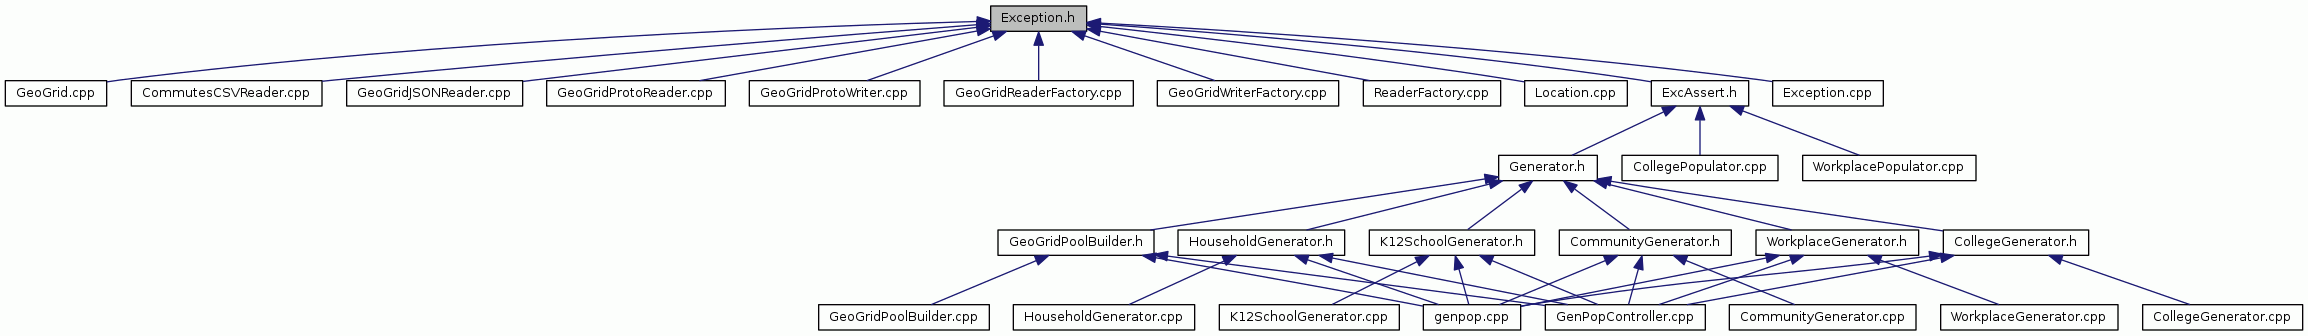 Exception.h
GeoGrid.cpp
CommutesCSVReader.cpp
GeoGridJSONReader.cpp
GeoGridProtoReader.cpp
GeoGridProtoWriter.cpp
GeoGridReaderFactory.cpp
GeoGridWriterFactory.cpp
ReaderFactory.cpp
Location.cpp
ExcAssert.h
Exception.cpp
Generator.h
CollegePopulator.cpp
WorkplacePopulator.cpp
GeoGridPoolBuilder.h
HouseholdGenerator.h
K12SchoolGenerator.h
CommunityGenerator.h
WorkplaceGenerator.h
CollegeGenerator.h
GeoGridPoolBuilder.cpp
HouseholdGenerator.cpp
K12SchoolGenerator.cpp
genpop.cpp
GenPopController.cpp
CommunityGenerator.cpp
WorkplaceGenerator.cpp
CollegeGenerator.cpp